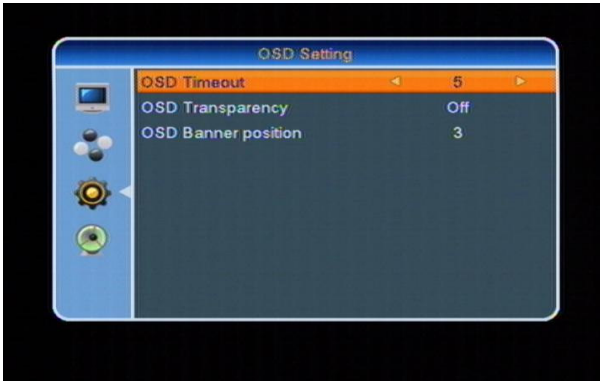 OSD Setting
OSD Timeout 5
OSD Transparency Off
OSD Banner position 3